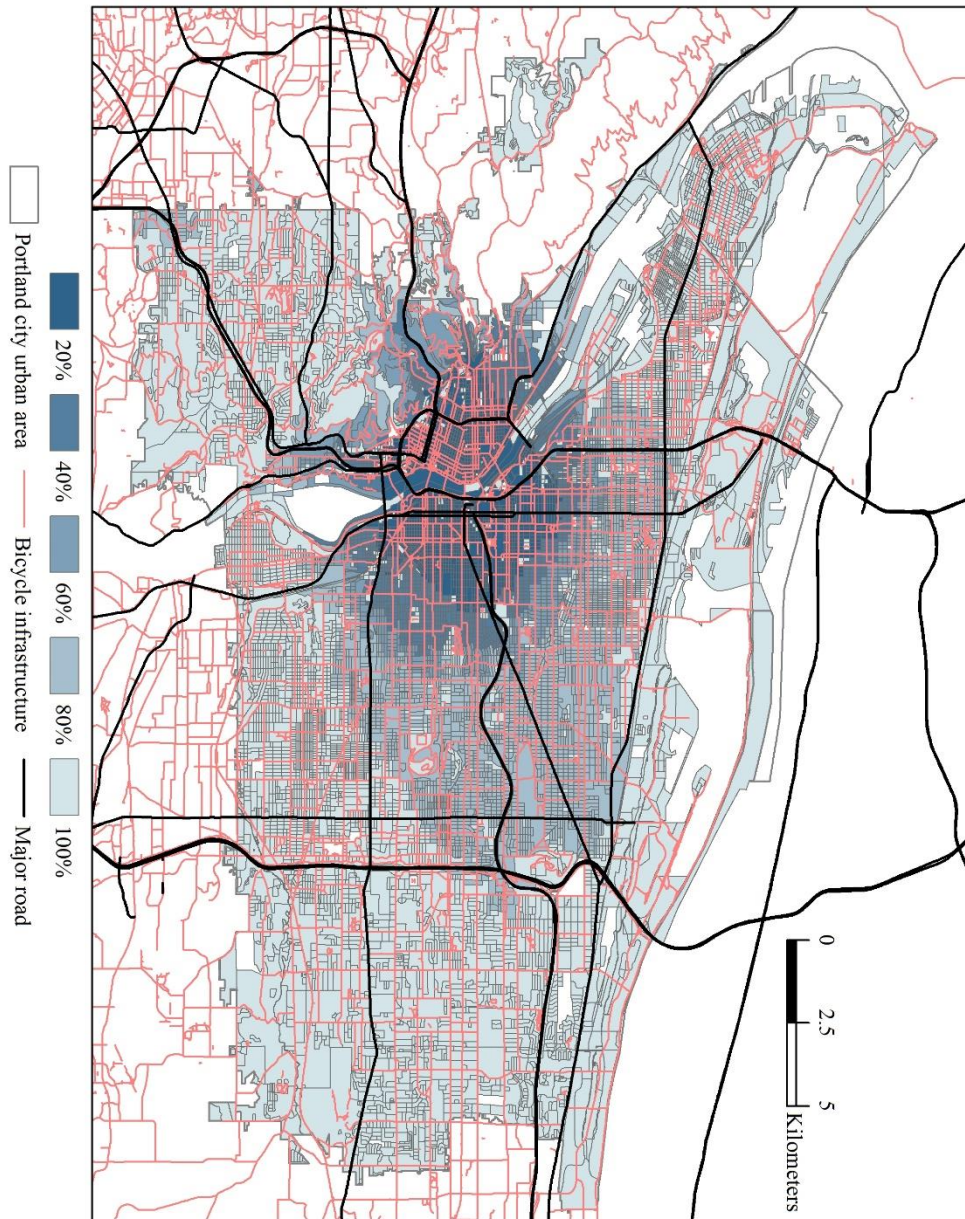 0 2.5 5
Kilometers
20% 40% 60% 80% 100%
Portland city urban area Bicycle infrastructure Major road